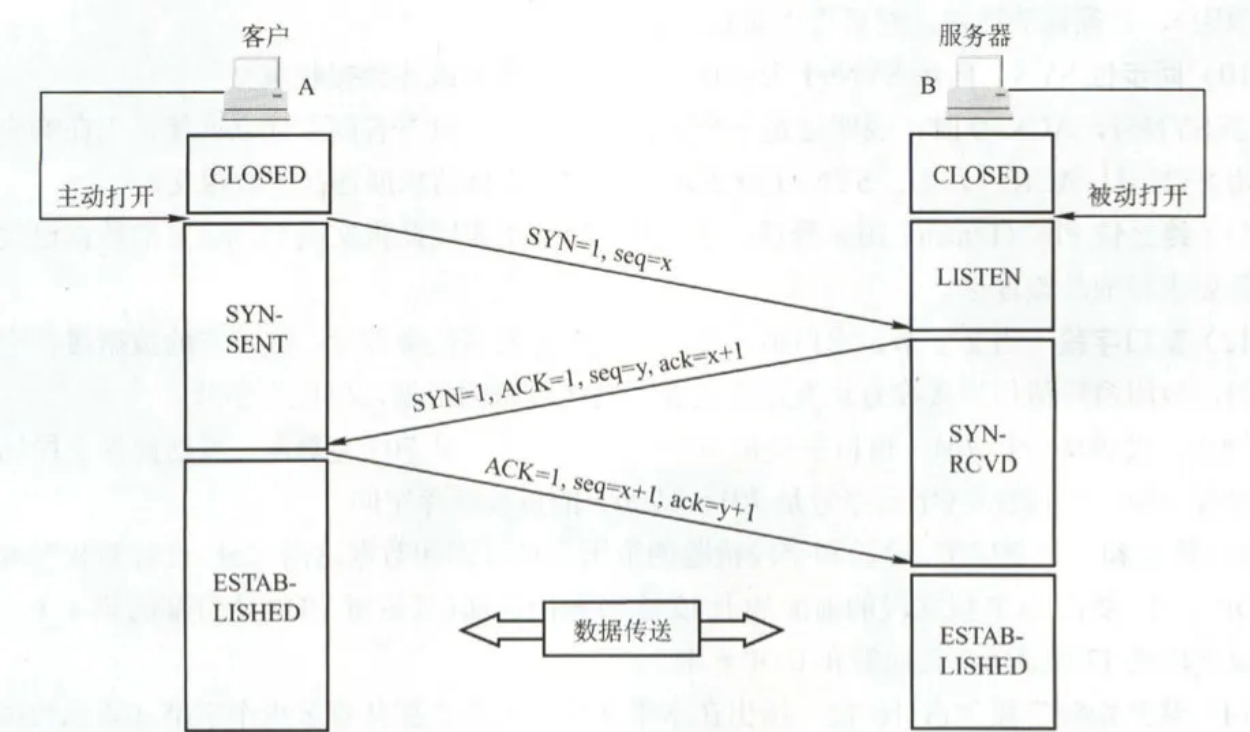 客户
服务器
A
B
CLOSED
CLOSED
主动打开
被动打开
SYN=1, seq=x
LISTEN
SYN-
SENT
SYN=1, ACK=1, seq=y, ack=x+1
SYN-
RCVD
ACK=1, seq=x+1, ack=y+1
ESTAB-
LISHED
数据传送
ESTAB-
LISHED